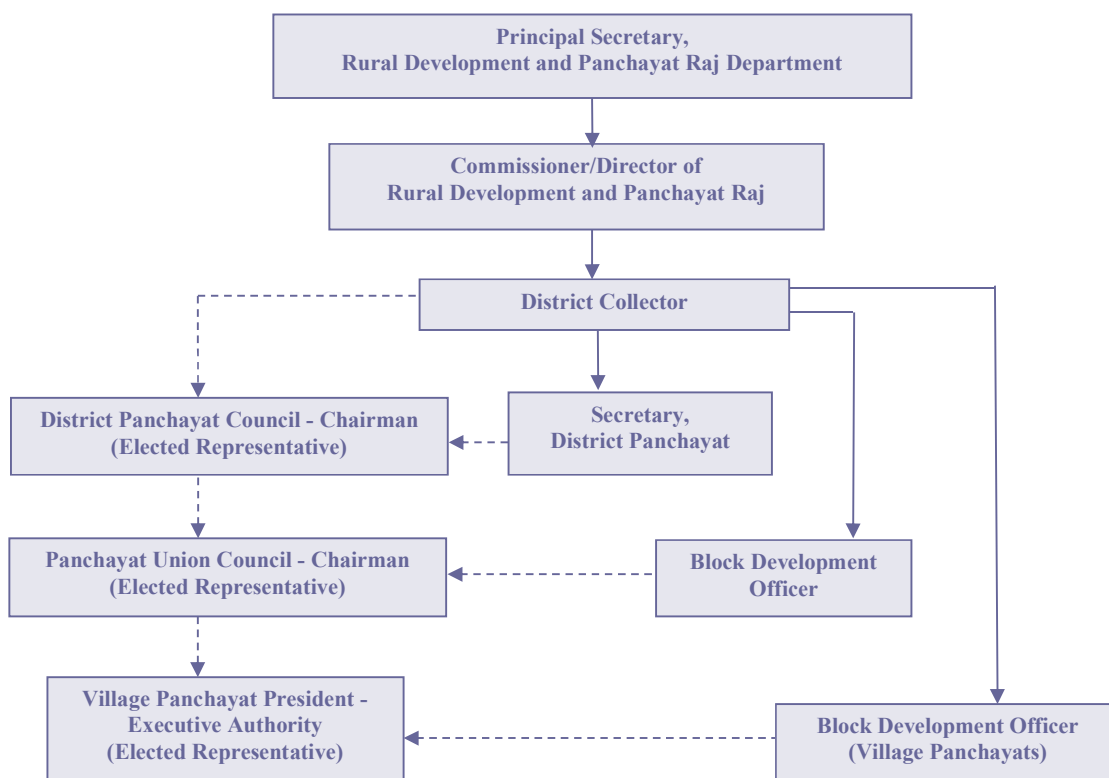 Principal Secretary,
Rural Development and Panchayat Raj Department
Commissioner/Director of
Rural Development and Panchayat Raj
District Collector
District Panchayat Council - Chairman
(Elected Representative)
Secretary,
District Panchayat
Panchayat Union Council - Chairman
(Elected Representative)
Block Development
Officer
Village Panchayat President -
Executive Authority
(Elected Representative)
Block Development Officer
(Village Panchayats)